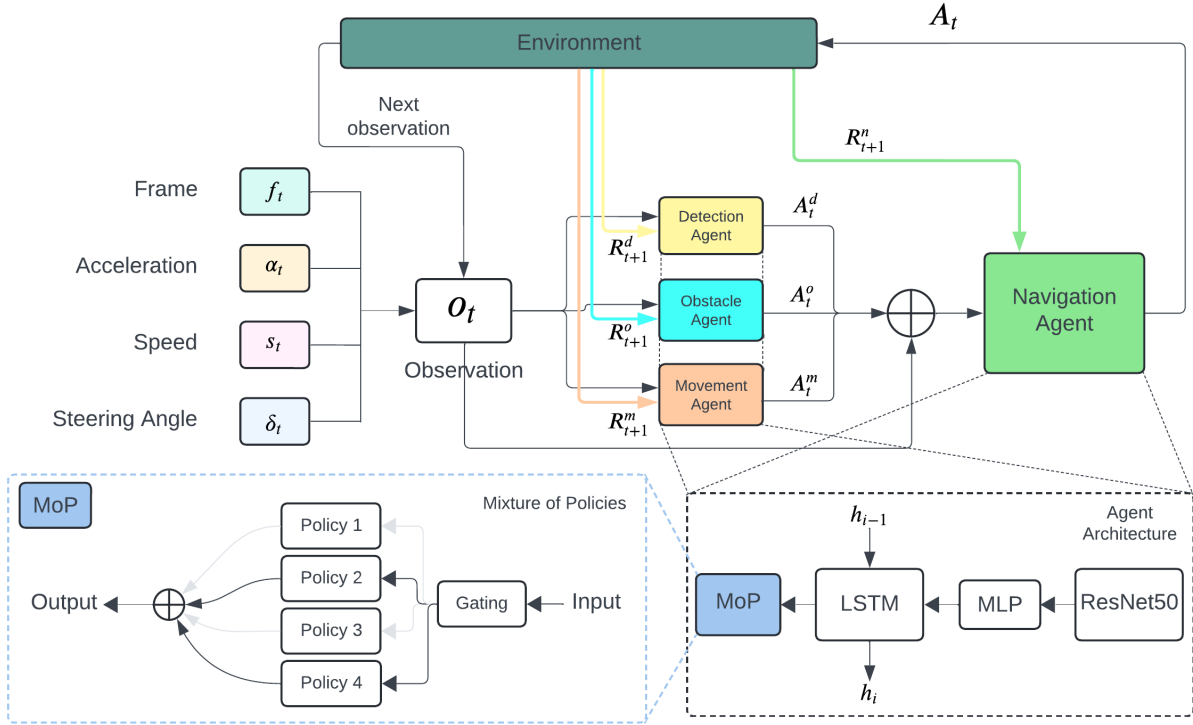 A_t
Environment
Next
observation
R^n_{t+1}
Frame
f_t
Detection
Agent
A^d_t
R^d_{t+1}
Acceleration
α_t
O_t
Observation
Obstacle
Agent
A^o_t
R^o_{t+1}
Navigation
Agent
Speed
s_t
Movement
Agent
A^m_t
R^m_{t+1}
Steering Angle
δ_t
MoP
Mixture of Policies
Policy 1
Policy 2
Policy 3
Policy 4
Output
Gating
Input
Agent
Architecture
h_{i-1}
MoP
LSTM
MLP
ResNet50
h_i